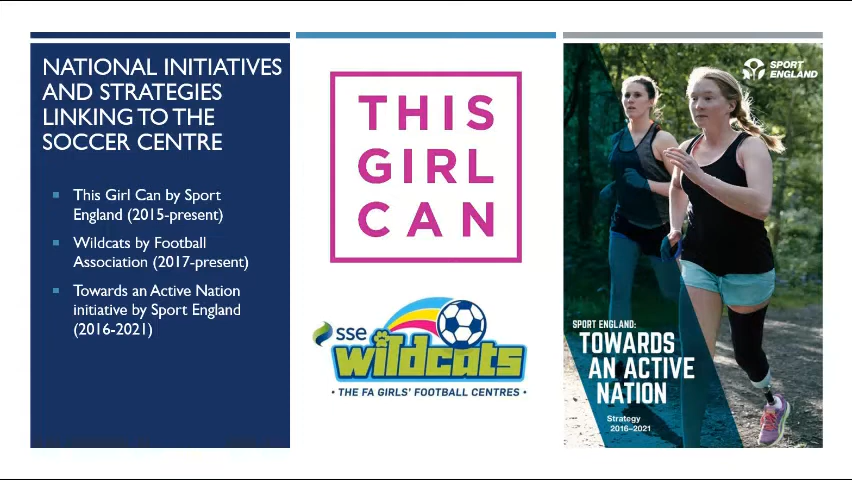 NATIONAL INITIATIVES
AND STRATEGIES
LINKING TO THE
SOCCER CENTRE
This Girl Can by Sport
England (2015-present)
Wildcats by Football
Association (2017-present)
Towards an Active Nation
initiative by Sport England
(2016-2021)
THIS
GIRL
CAN
sse
wildcats
• THE FA GIRLS' FOOTBALL CENTRES •
SPORT
ENGLAND
SPORT ENGLAND:
TOWARDS
AN ACTIVE
NATION
Strategy
2016–2021